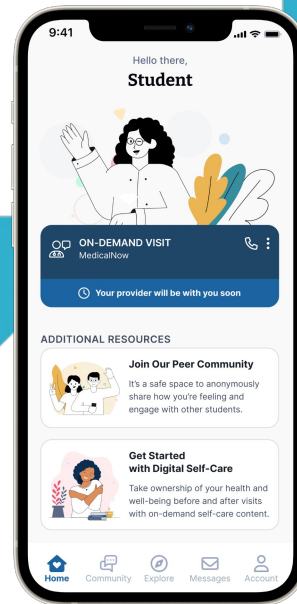 9:41
Hello there,
Student
ON-DEMAND VISIT
MedicalNow
Your provider will be with you soon
ADDITIONAL RESOURCES
Join Our Peer Community
It's a safe space to anonymously
share how you're feeling and
engage with other students.
Get Started
with Digital Self-Care
Take ownership of your health and
well-being before and after visits
with on-demand self-care content.
Home Community Explore Messages Account